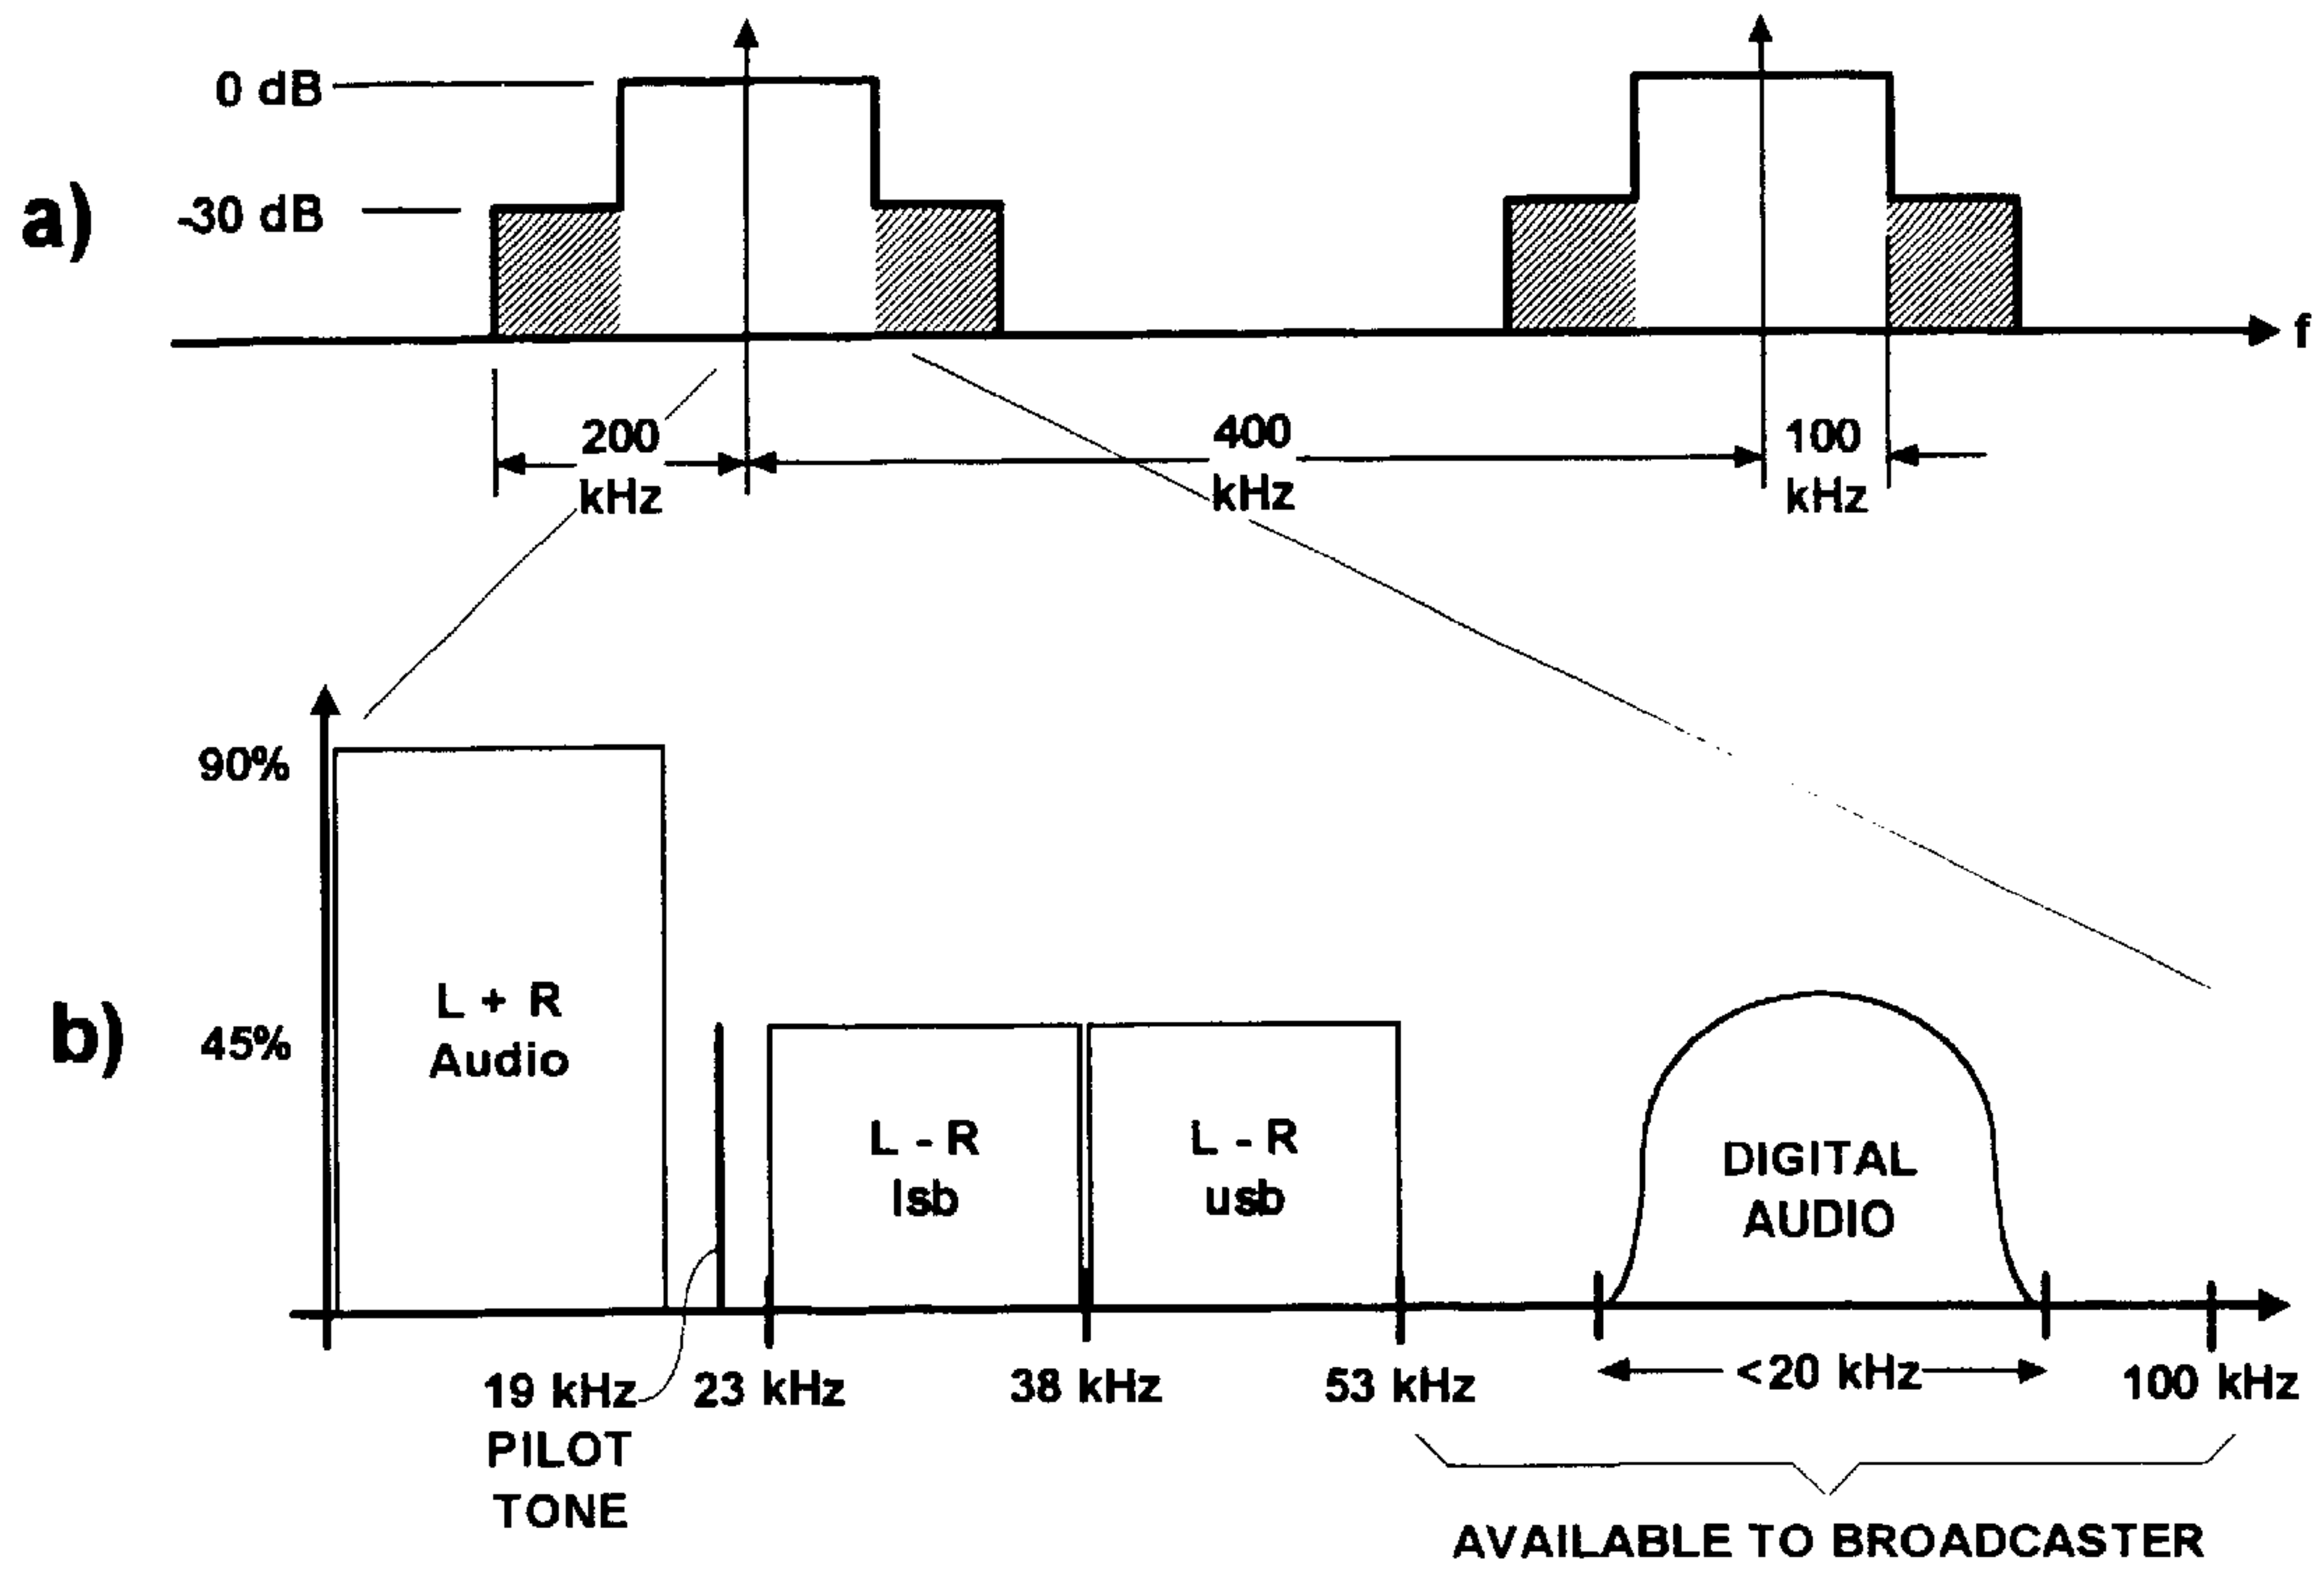 a)
0 dB
-30 dB
f
200
kHz
400
kHz
100
kHz
b)
90%
45%
L + R
Audio
L - R
lsb
L - R
usb
DIGITAL
AUDIO
19 kHz
PILOT
TONE
23 kHz
38 kHz
53 kHz
<20 kHz
100 kHz
AVAILABLE TO BROADCASTER